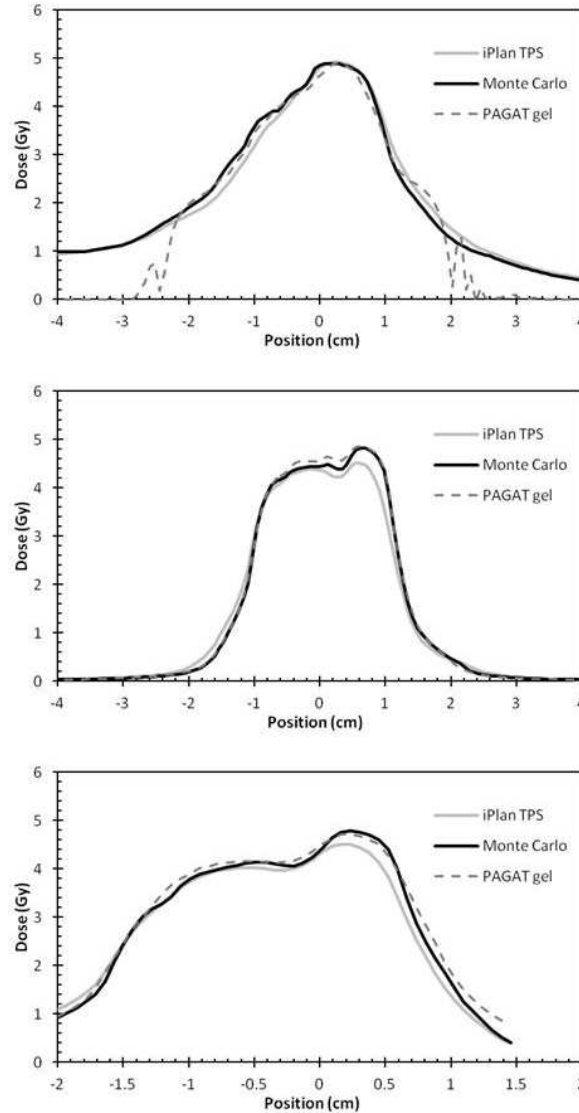 6
5
4
3
2
1
0
Dose (Gy)
iPlan TPS
Monte Carlo
PAGAT gel
-4 -3 -2 -1 0 1 2 3 4
Position (cm)
6
5
4
3
2
1
0
Dose (Gy)
iPlan TPS
Monte Carlo
PAGAT gel
-4 -3 -2 -1 0 1 2 3 4
Position (cm)
6
5
4
3
2
1
0
Dose (Gy)
iPlan TPS
Monte Carlo
PAGAT gel
-2 -1.5 -1 -0.5 0 0.5 1 1.5 2
Position (cm)